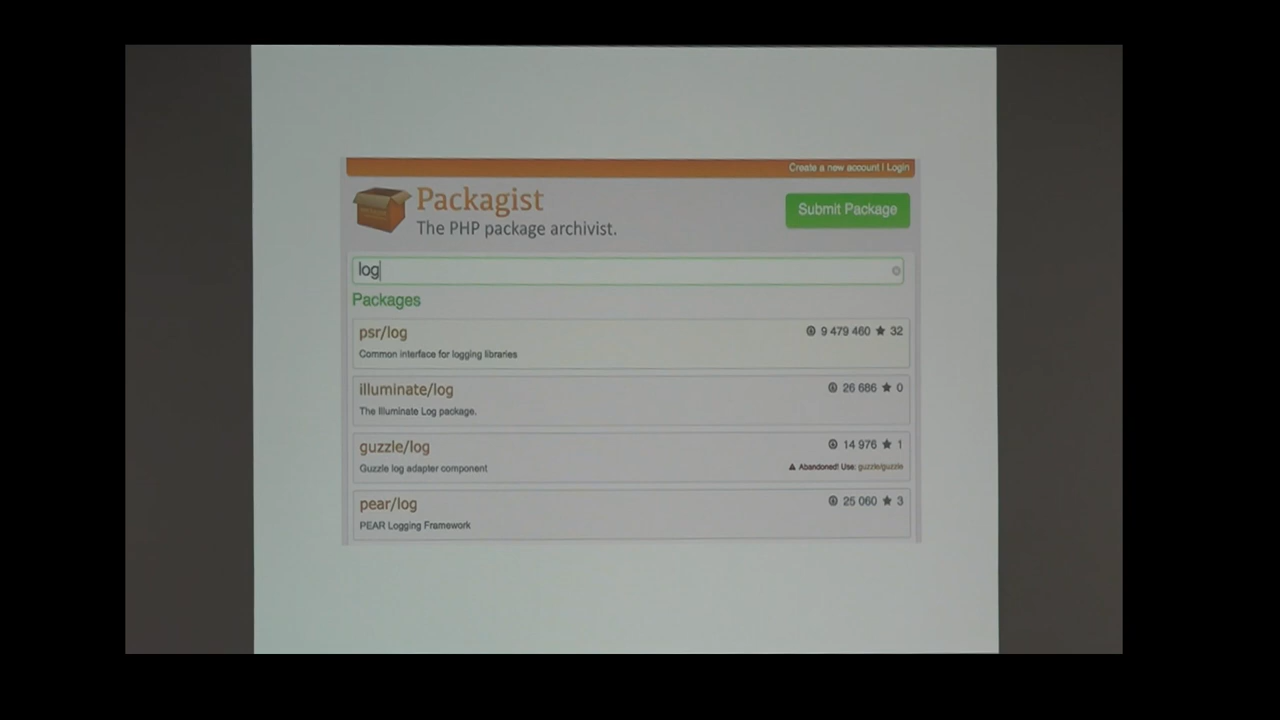 Create a new account | Login
Packagist
The PHP package archivist.
Submit Package
log
Packages
psr/log
9 479 460 ★ 32
Common interface for logging libraries
illuminate/log
26 686 ★ 0
The Illuminate Log package.
guzzle/log
14 976 ★ 1
Guzzle log adapter component
Abandoned! Use: guzzle/guzzle
pear/log
25 060 ★ 3
PEAR Logging Framework